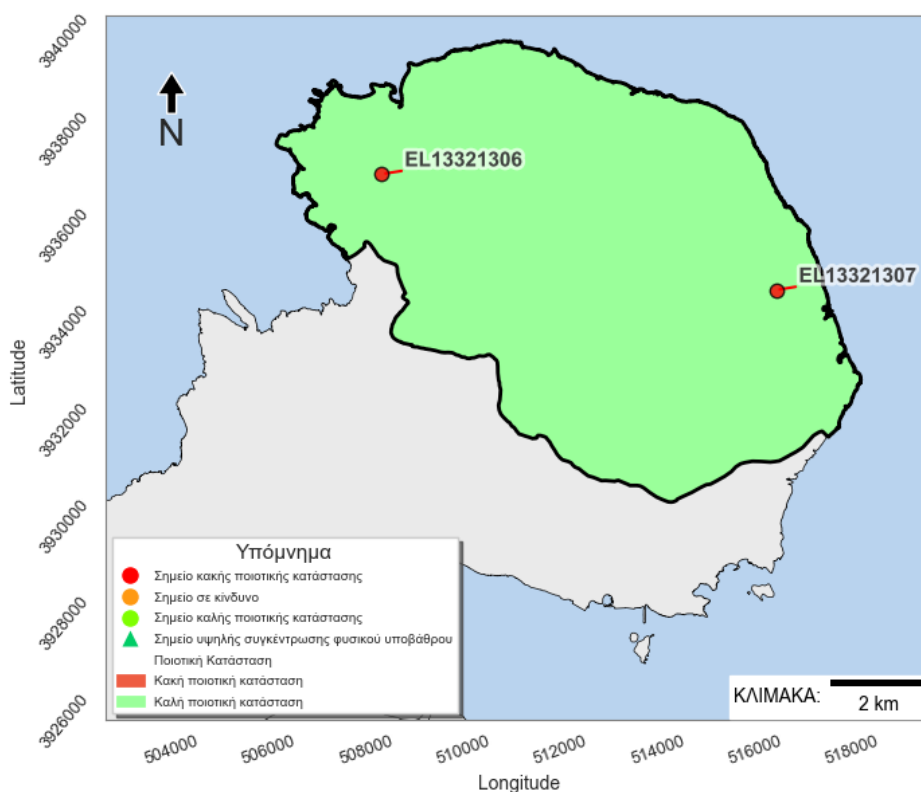 3940000
3938000
3936000
3934000
3932000
3930000
3928000
3926000
Latitude
N
EL13321306
EL13321307
Υπόμνημα
Σημείο κακής ποιοτικής κατάστασης
Σημείο σε κίνδυνο
Σημείο καλής ποιοτικής κατάστασης
Σημείο υψηλής συγκέντρωσης φυσικού υποβάθρου
Ποιοτική Κατάσταση
Κακή ποιοτική κατάσταση
Καλή ποιοτική κατάσταση
ΚΛΙΜΑΚΑ:
2 km
504000
506000
508000
510000
512000
514000
516000
518000
Longitude